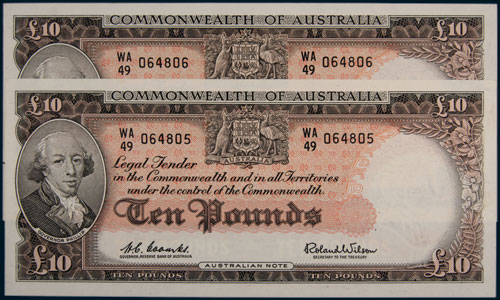 COMMONWEALTH OF AUSTRALIA
£10 £10
WA 49 064806 WA 49 064806
COMMONWEALTH OF AUSTRALIA
£10 £10
WA 49 064805 WA 49 064805
AUSTRALIA
Legal Tender
in the Commonwealth and in all Territories
under the control of the Commonwealth.
Ten Pounds
GOVERNOR PHILLIP
H.C. Coombs Roland Wilson
GOVERNOR, RESERVE BANK OF AUSTRALIA SECRETARY TO THE TREASURY
£10 AUSTRALIAN NOTE £10
TEN POUNDS TEN POUNDS